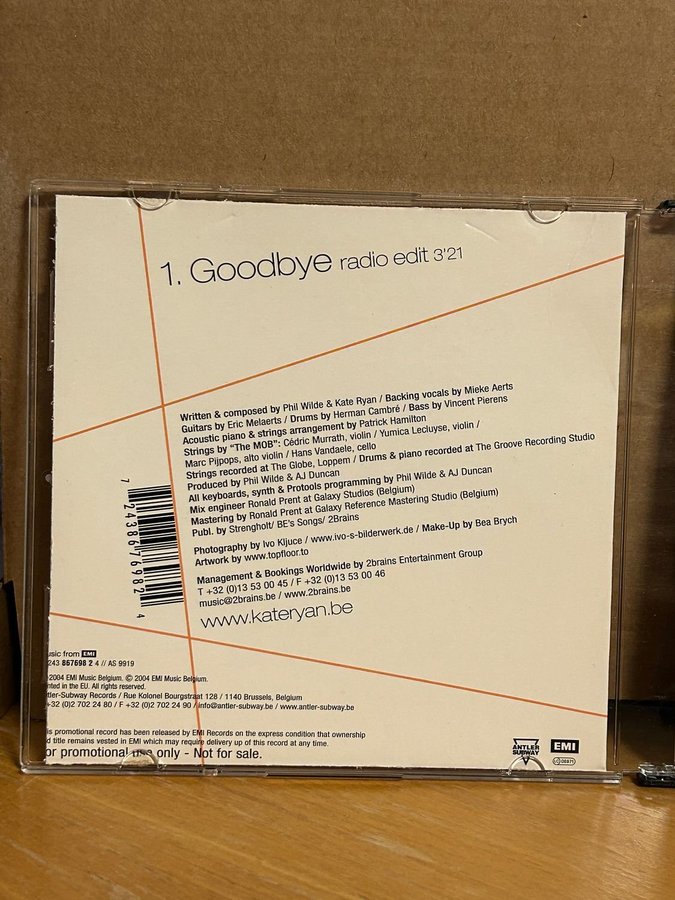 1. Goodbye radio edit 3'21
Written & composed by Phil Wilde & Kate Ryan / Backing vocals by Mieke Aerts
Guitars by Eric Melaerts / Drums by Herman Cambré / Bass by Vincent Pierens
Acoustic piano & strings arrangement by Patrick Hamilton
Strings by "The MOB": Cédric Murrath, violin / Yumica Lecluyse, violin /
Marc Pijpops, alto violin / Hans Vandaele, cello
Strings recorded at The Globe, Loppem / Drums & piano recorded at The Groove Recording Studio
Produced by Phil Wilde & AJ Duncan
All keyboards, synth & Protools programming by Phil Wilde & AJ Duncan
Mix engineer Ronald Prent at Galaxy Studios (Belgium)
Mastering by Ronald Prent at Galaxy Reference Mastering Studio (Belgium)
Publ. by Strengholt/ BE's Songs/ 2Brains
Photography by Ivo Kljuce / www.ivo-s-bilderwerk.de / Make-Up by Bea Brych
Artwork by www.topfloor.to
Management & Bookings Worldwide by 2brains Entertainment Group
T +32 (0)13 53 00 45 / F +32 (0)13 53 00 46
music@2brains.be / www.2brains.be
www.kateryan.be
7 24386 76982 4
usic from EMI
243 867698 2 4 // AS 9919
2004 EMI Music Belgium. © 2004 EMI Music Belgium.
nted in the EU. All rights reserved.
ntler-Subway Records / Rue Kolonel Bourgstraat 128 / 1140 Brussels, Belgium
+32 (0)2 702 24 80 / F +32 (0)2 702 24 90 / info@antler-subway.be / www.antler-subway.be
is promotional record has been released by EMI Records on the express condition that ownership
d title remains vested in EMI which may require delivery up of this record at any time.
or promotional use only - Not for sale.
ANTLER
SUBWAY
EMI